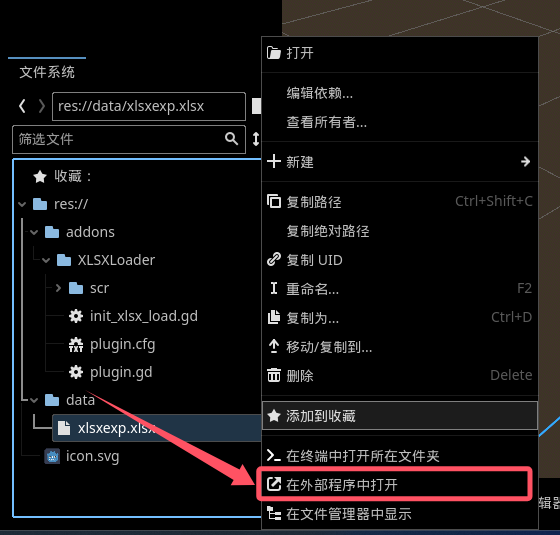 文件系统
res://data/xlsxexp.xlsx
筛选文件
收藏：
res://
addons
XLSXLoader
scr
init_xlsx_load.gd
plugin.cfg
plugin.gd
data
xlsxexp.xlsx
icon.svg
打开
编辑依赖...
查看所有者...
新建
复制路径 Ctrl+Shift+C
复制绝对路径
复制 UID
重命名... F2
复制为... Ctrl+D
移动/复制到...
删除 Delete
添加到收藏
在终端中打开所在文件夹
在外部程序中打开
在文件管理器中显示
辑器